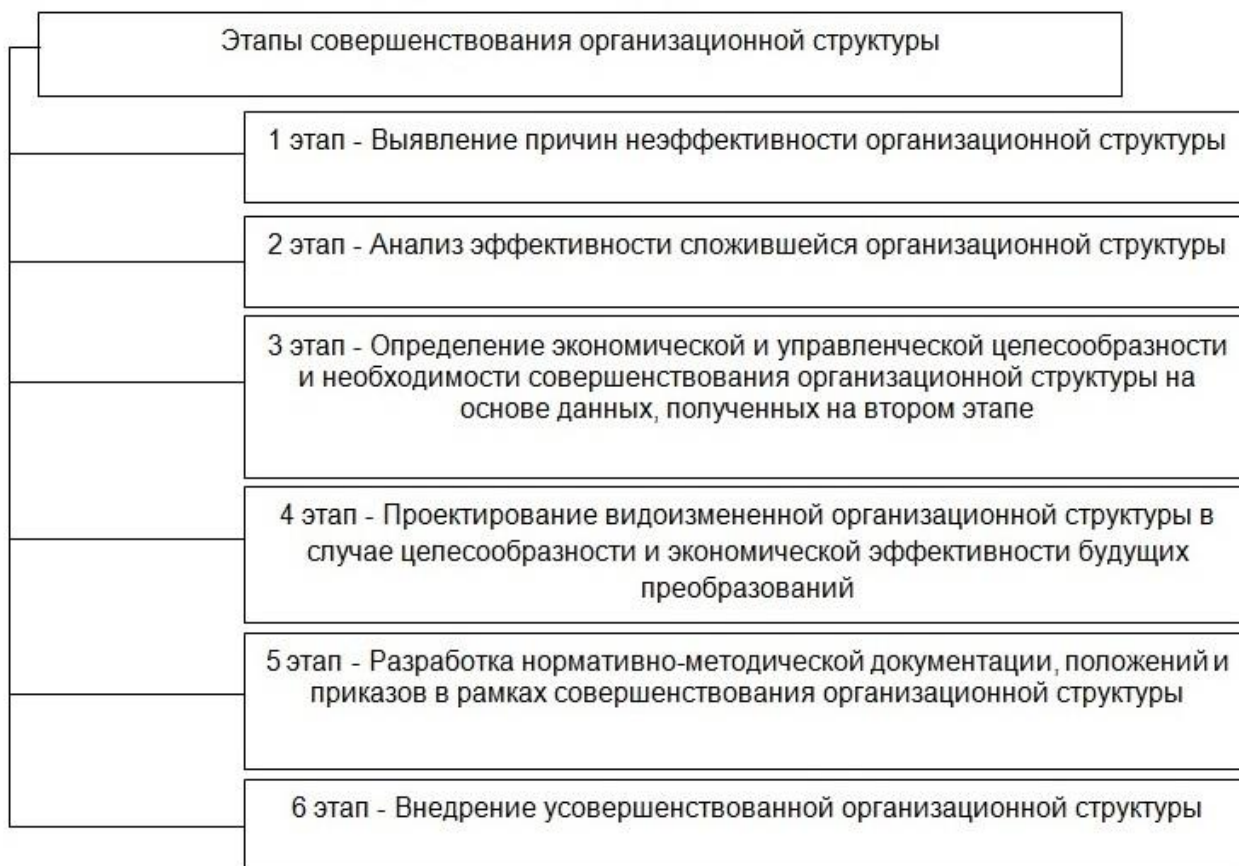 Этапы совершенствования организационной структуры
1 этап - Выявление причин неэффективности организационной структуры
2 этап - Анализ эффективности сложившейся организационной структуры
3 этап - Определение экономической и управленческой целесообразности
и необходимости совершенствования организационной структуры на
основе данных, полученных на втором этапе
4 этап - Проектирование видоизмененной организационной структуры в
случае целесообразности и экономической эффективности будущих
преобразований
5 этап - Разработка нормативно-методической документации, положений и
приказов в рамках совершенствования организационной структуры
6 этап - Внедрение усовершенствованной организационной структуры